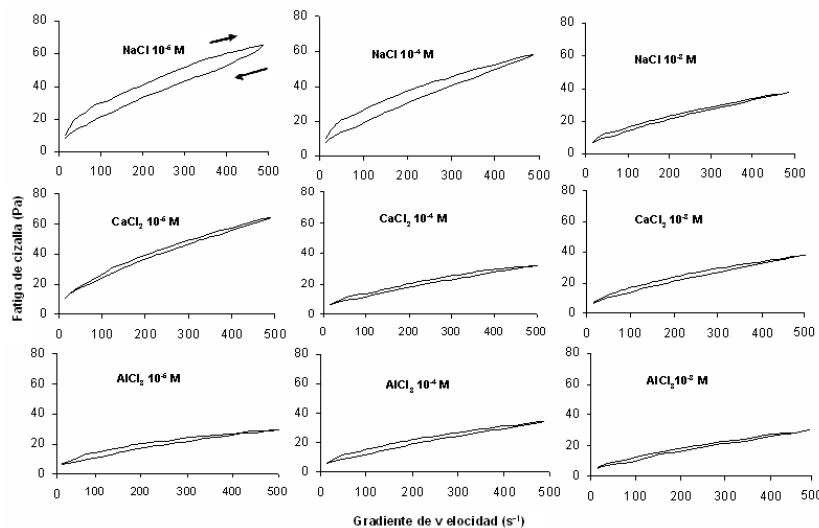 80
60
40
20
0
NaCl 10⁻⁶ M
0 100 200 300 400 500
80
60
40
20
0
NaCl 10⁻⁴ M
0 100 200 300 400 500
80
60
40
20
0
NaCl 10⁻² M
0 100 200 300 400 500
Fatiga de cizalla (Pa)
80
60
40
20
0
CaCl₂ 10⁻⁶ M
0 100 200 300 400 500
80
60
40
20
0
CaCl₂ 10⁻⁴ M
0 100 200 300 400 500
80
60
40
20
0
CaCl₂ 10⁻² M
0 100 200 300 400 500
80
60
40
20
0
AlCl₃ 10⁻⁶ M
0 100 200 300 400 500
80
60
40
20
0
AlCl₃ 10⁻⁴ M
0 100 200 300 400 500
80
60
40
20
0
AlCl₃ 10⁻² M
0 100 200 300 400 500
Gradiente de v elocidad (s⁻¹)